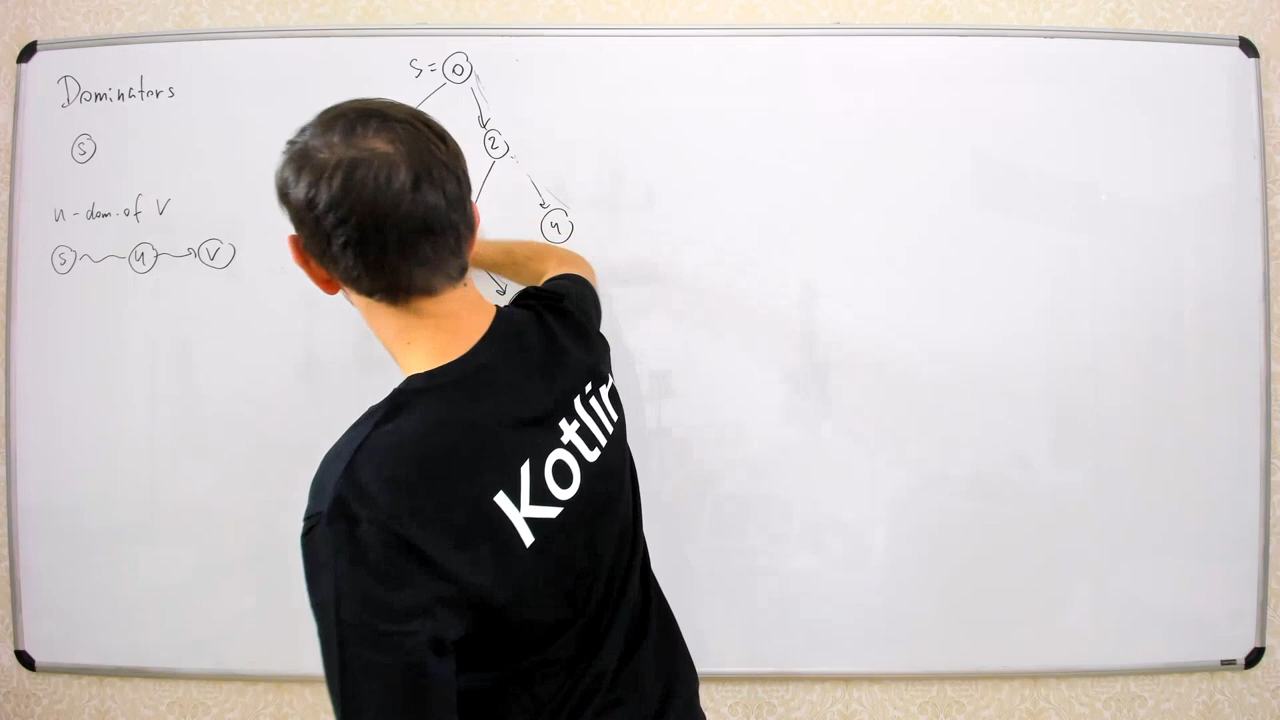 Dominators
S
u - dom. of V
S u V
S = 0
2
4
Kotlin